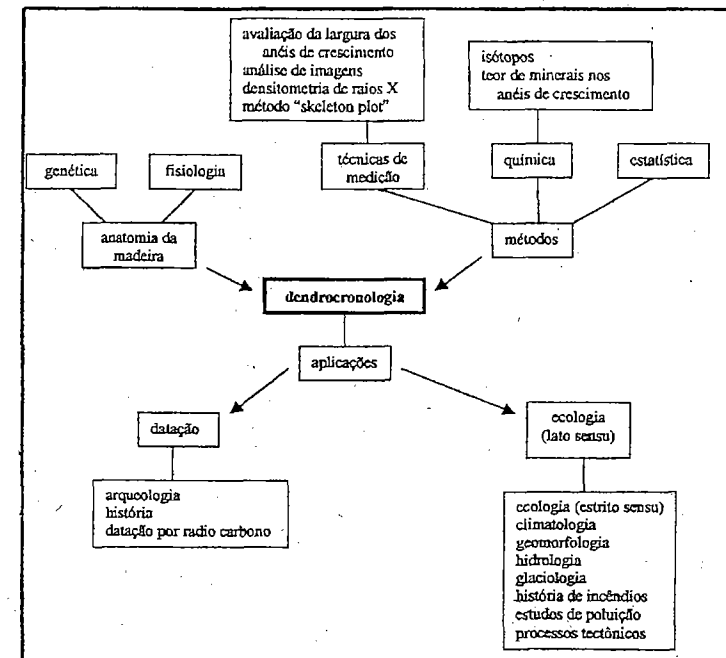 avaliação da largura dos
anéis de crescimento
análise de imagens
densitometria de raios X
método "skeleton plot"
isótopos
teor de minerais nos
anéis de crescimento
genética
fisiologia
técnicas de
medição
química
estatística
anatomia da
madeira
métodos
dendrocronologia
aplicações
datação
ecologia
(lato sensu)
arqueologia
história
datação por radio carbono
ecologia (estrito sensu)
climatologia
geomorfologia
hidrologia
glaciologia
história de incêndios
estudos de poluição
processos tectônicos